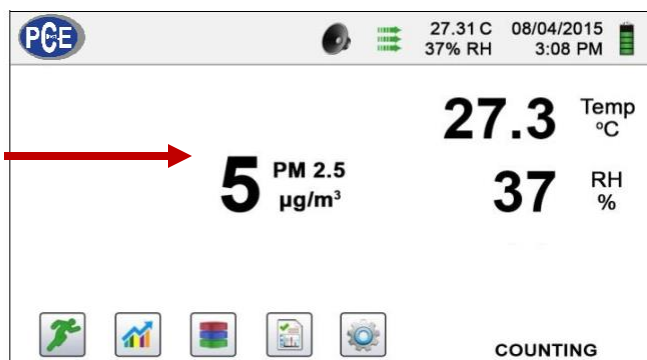 PCE
27.31 C 08/04/2015
37% RH 3:08 PM
27.3 Temp
ºC
5 PM 2.5
µg/m³
37 RH
%
COUNTING